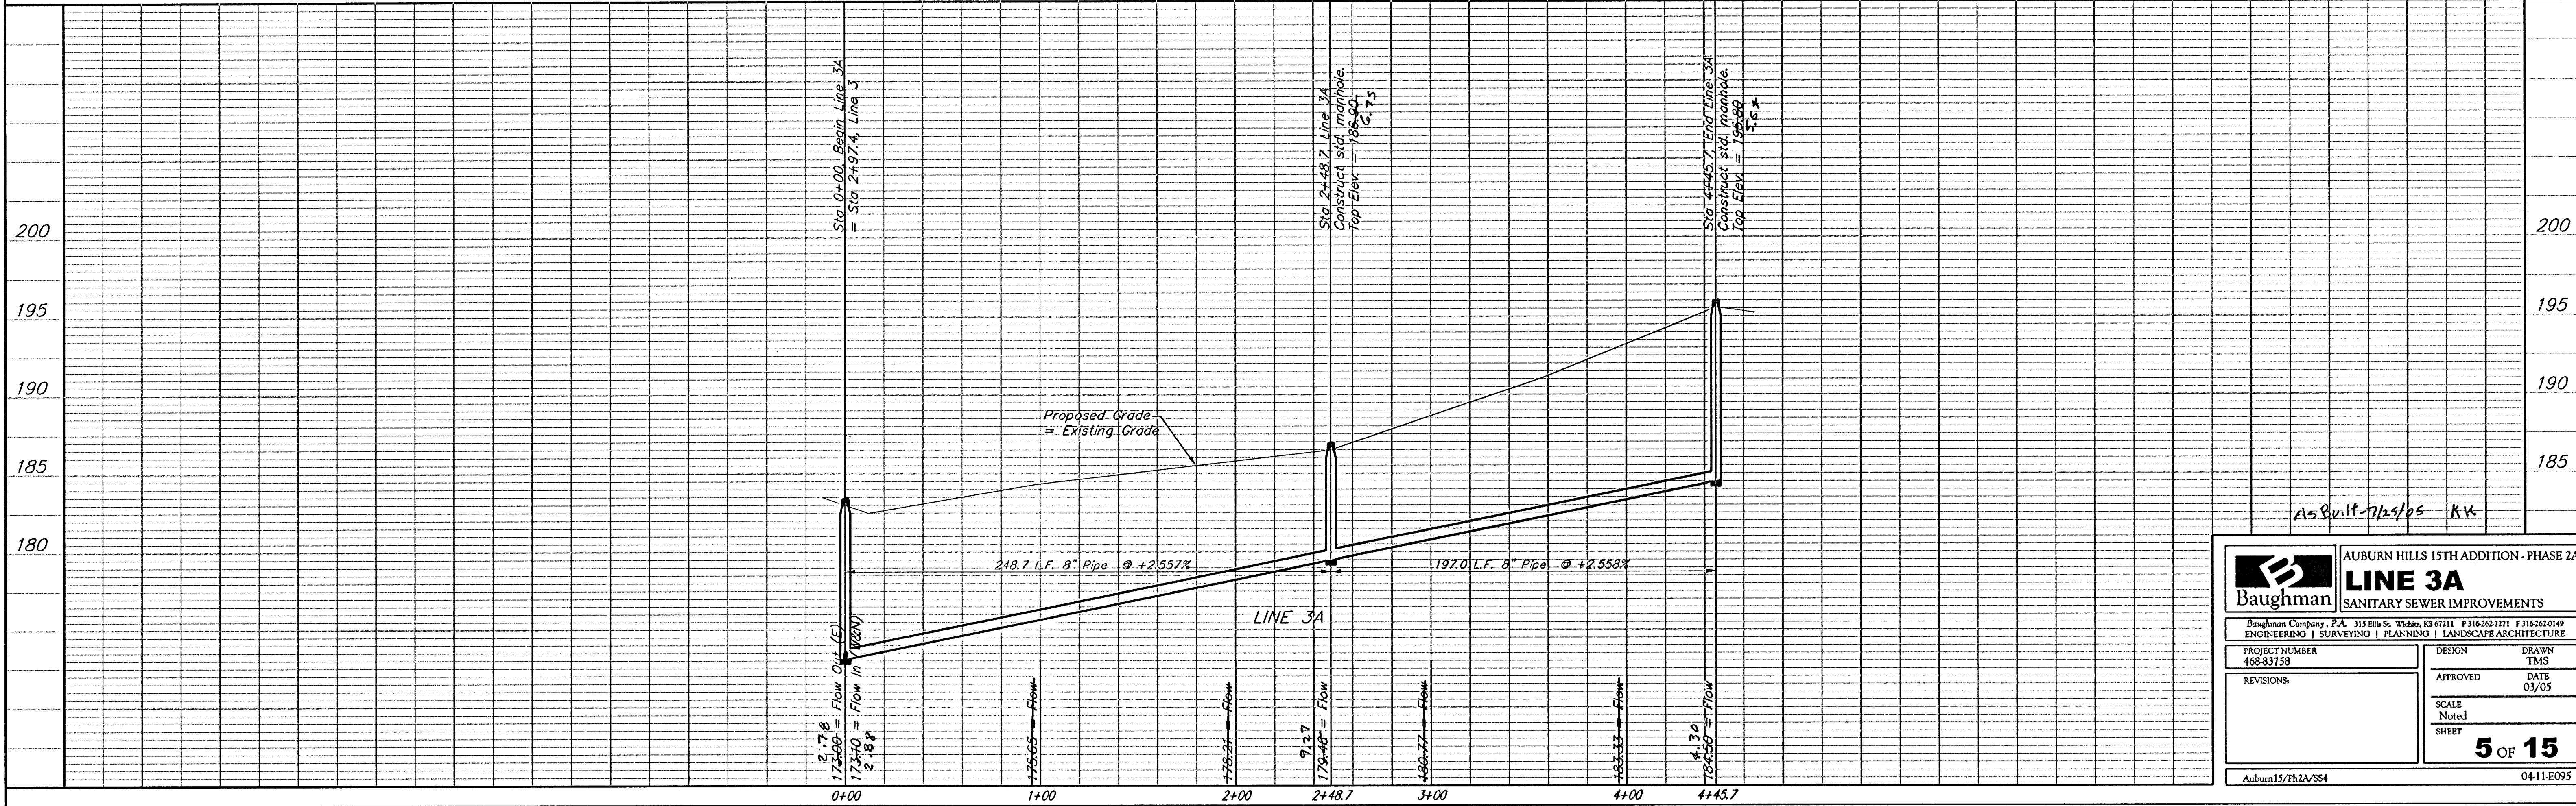 Sta 0+00, Begin Line 3A
= Sta 2+97.4, Line 3
Sta 2+48.7, Line 3A
Construct std. manhole.
Top Elev. = 186.90
6.75
Sta 4+45.7, End Line 3A
Construct std. manhole.
Top Elev. = 195.80
200
200
195
195
190
190
185
185
180
Proposed Grade
= Existing Grade
248.7 L.F. 8" Pipe @ +2.557%
197.0 L.F. 8" Pipe @ +2.558%
LINE 3A
2.78
173.00 = Flow Out (E)
173.10 = Flow In
2.88
175.65 = Flow
178.21 = Flow
9.27
179.46 = Flow
180.77 = Flow
183.33 = Flow
4.30
184.50 = Flow
0+00
1+00
2+00
2+48.7
3+00
4+00
4+45.7
As Built - 7/25/05 KK
Baughman
AUBURN HILLS 15TH ADDITION - PHASE 2A
LINE 3A
SANITARY SEWER IMPROVEMENTS
Baughman Company, P.A. 315 Ellis St. Wichita, KS 67211 P 316-262-7271 F 316-262-0149
ENGINEERING | SURVEYING | PLANNING | LANDSCAPE ARCHITECTURE
PROJECT NUMBER
468-83758
DESIGN
DRAWN
TMS
REVISIONS:
APPROVED
DATE
03/05
SCALE
Noted
SHEET
5 OF 15
Auburn15/Ph2A/SS4
04-11-E095